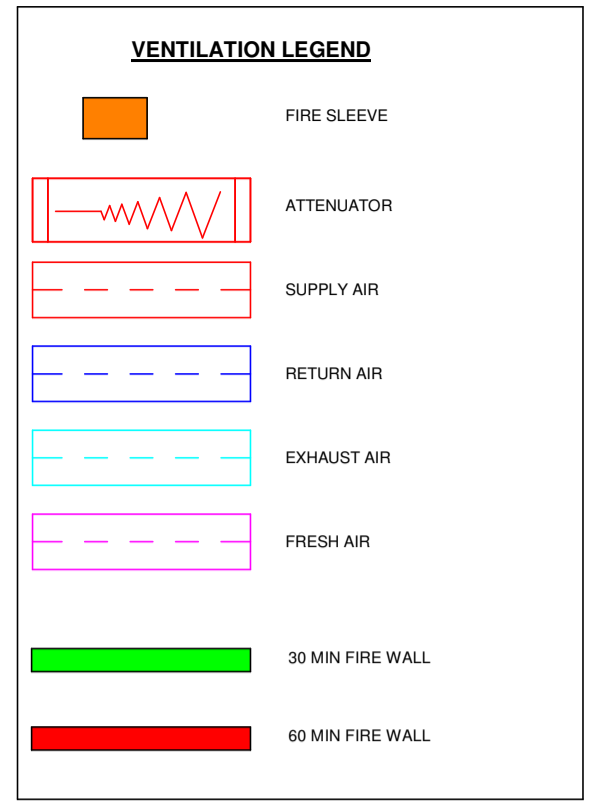 VENTILATION LEGEND
FIRE SLEEVE
ATTENUATOR
SUPPLY AIR
RETURN AIR
EXHAUST AIR
FRESH AIR
30 MIN FIRE WALL
60 MIN FIRE WALL